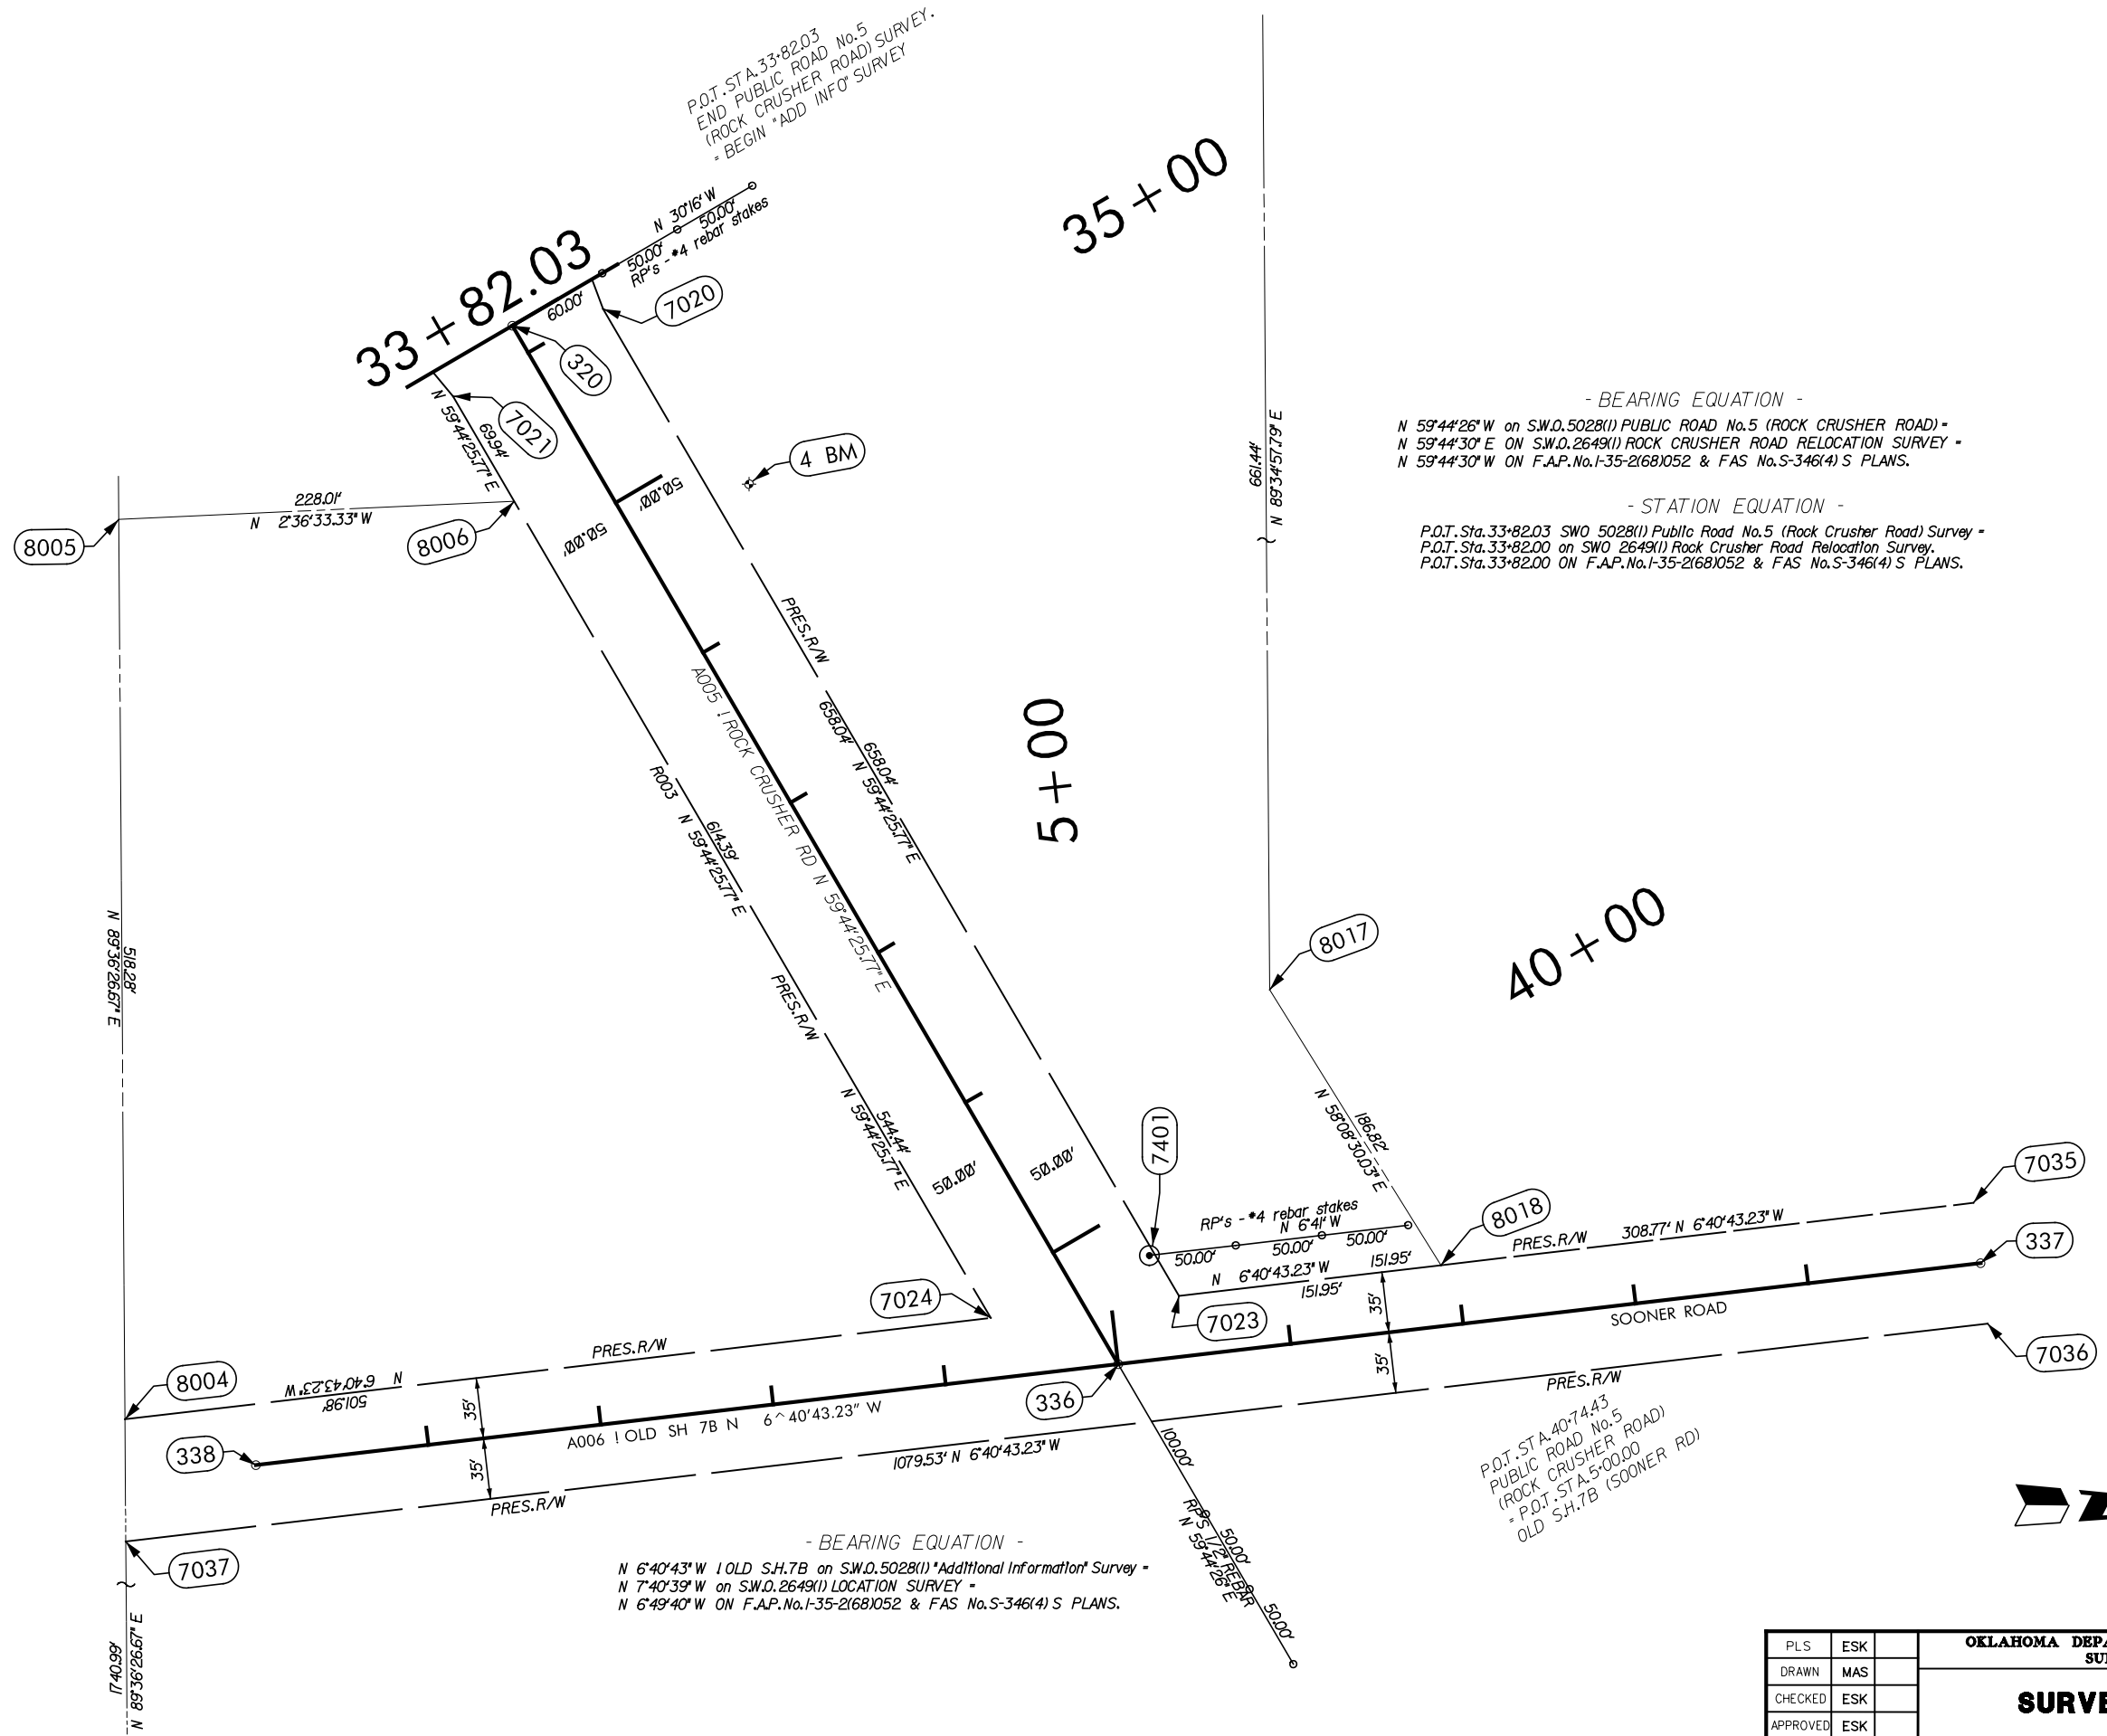 P.O.T. STA. 33+82.03
END PUBLIC ROAD No. 5
(ROCK CRUSHER ROAD) SURVEY.
= BEGIN "ADD INFO" SURVEY
N 30°16' W
50.00'
50.00'
RP's - #4 rebar stakes
33+82.03
60.00'
7020
320
7021
35+00
N 59°44'25.77" E
69.94'
4 BM
50.00'
50.00'
228.01'
N 2°36'33.33" W
8005
8006
661.44'
N 89°34'57.79" E
- BEARING EQUATION -
N 59°44'26" W on S.W.O. 5028(1) PUBLIC ROAD No. 5 (ROCK CRUSHER ROAD) =
N 59°44'30" E ON S.W.O. 2649(1) ROCK CRUSHER ROAD RELOCATION SURVEY =
N 59°44'30" W ON F.A.P. No. I-35-2(68)052 & FAS No. S-346(4) S PLANS.
- STATION EQUATION -
P.O.T. Sta. 33+82.03 SWO 5028(1) Public Road No. 5 (Rock Crusher Road) Survey =
P.O.T. Sta. 33+82.00 on SWO 2649(1) Rock Crusher Road Relocation Survey.
P.O.T. Sta. 33+82.00 ON F.A.P. No. I-35-2(68)052 & FAS No. S-346(4) S PLANS.
PRES. R/W
658.04'
658.04'
N 59°44'25.77" E
A005 ! ROCK CRUSHER RD N 59°44'25.77" E
R003 N 59°44'25.77" E
614.39'
5+00
PRES. R/W
544.44'
N 59°44'25.77" E
518.28'
N 89°36'26.67" E
50.00'
50.00'
40+00
8017
186.82'
N 58°08'30.03" E
7401
RP's - #4 rebar stakes
N 6°41' W
50.00'
50.00'
50.00'
N 6°40'43.23" W
151.95'
151.95'
8018
PRES. R/W
308.77' N 6°40'43.23" W
7035
337
7024
7023
35'
35'
SOONER ROAD
7036
8004
N 6°40'43.23" W
501.98'
PRES. R/W
35'
35'
338
A006 ! OLD SH 7B N 6^40'43.23" W
336
PRES. R/W
1079.53' N 6°40'43.23" W
PRES. R/W
7037
100.00'
RP'S 1/2" REBAR
N 59°44'26" E
50.00'
50.00'
P.O.T. STA. 40+74.43
PUBLIC ROAD No. 5
(ROCK CRUSHER ROAD)
= P.O.T. STA. 5+00.00
OLD S.H. 7B (SOONER RD)
- BEARING EQUATION -
N 6°40'43" W ! OLD S.H. 7B on S.W.O. 5028(1) "Additional Information" Survey =
N 7°40'39" W on S.W.O. 2649(1) LOCATION SURVEY =
N 6°49'40" W ON F.A.P. No. I-35-2(68)052 & FAS No. S-346(4) S PLANS.
1740.99'
N 89°36'26.67" E
PLS ESK
DRAWN MAS
CHECKED ESK
APPROVED ESK
OKLAHOMA